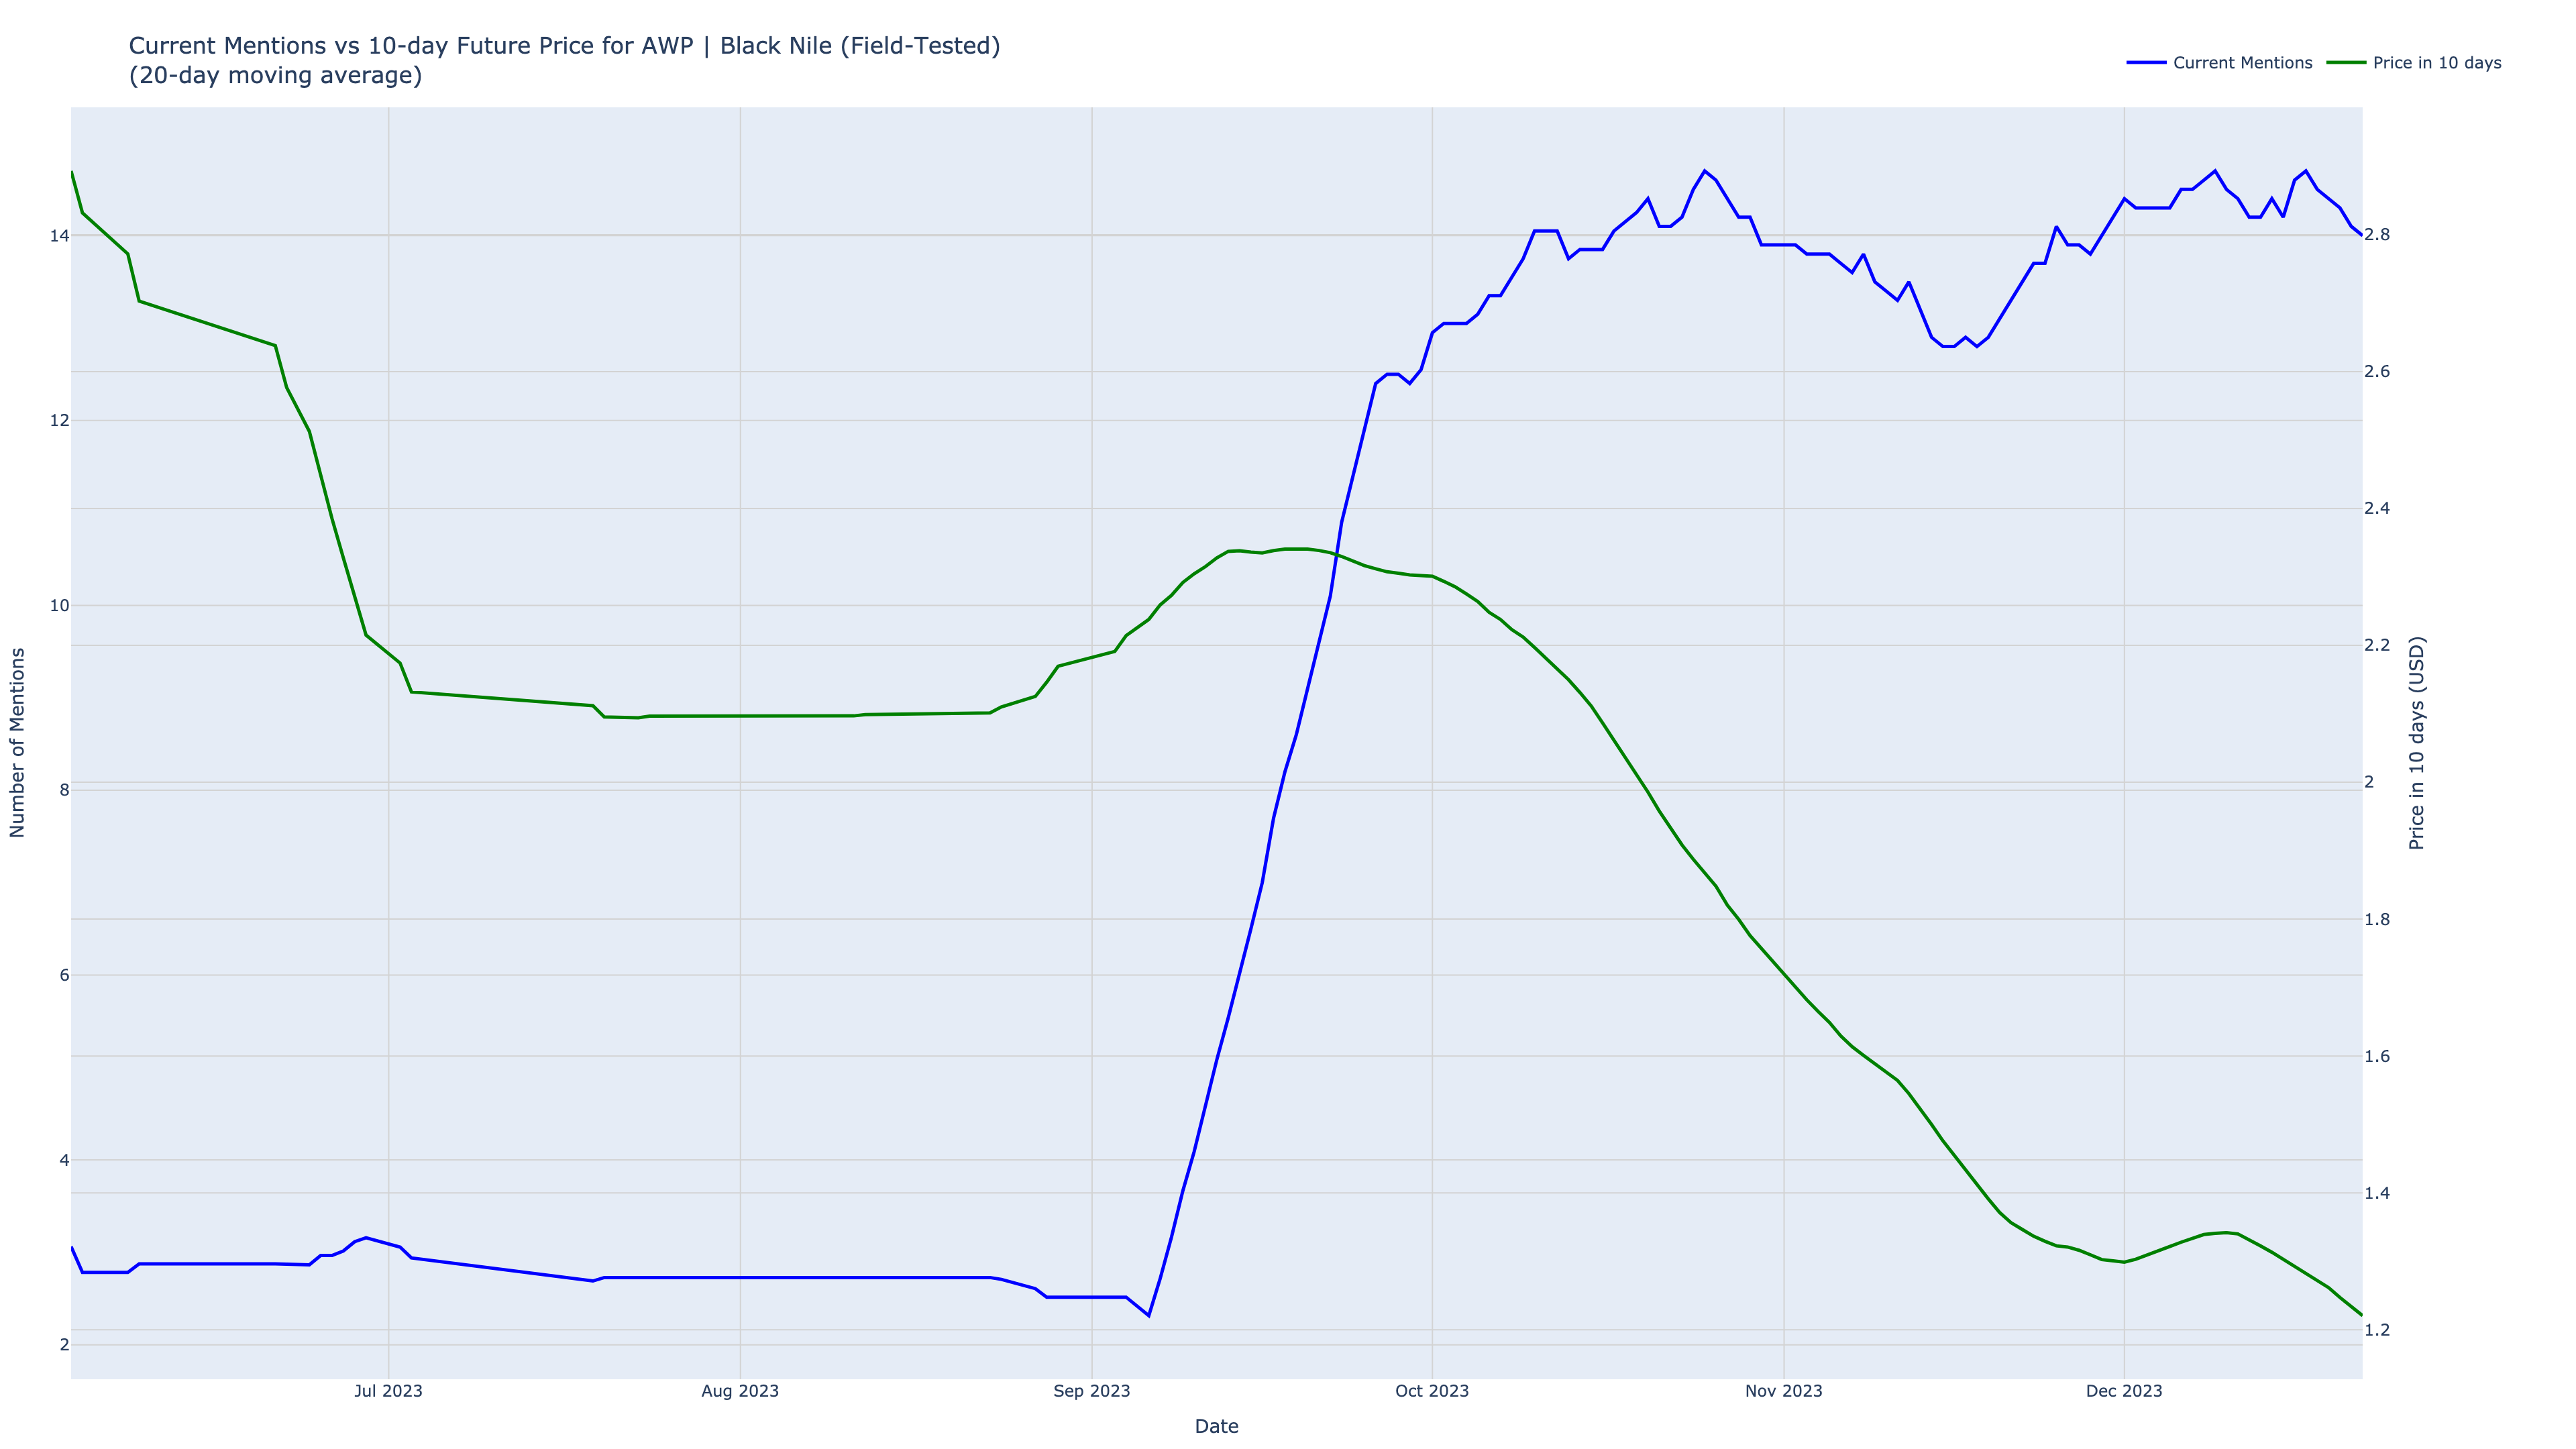 Current Mentions vs 10-day Future Price for AWP | Black Nile (Field-Tested)
(20-day moving average)
Current Mentions
Price in 10 days
Number of Mentions
14
12
10
8
6
4
2
2.8
2.6
2.4
2.2
2
1.8
1.6
1.4
1.2
Price in 10 days (USD)
Jul 2023
Aug 2023
Sep 2023
Oct 2023
Nov 2023
Dec 2023
Date